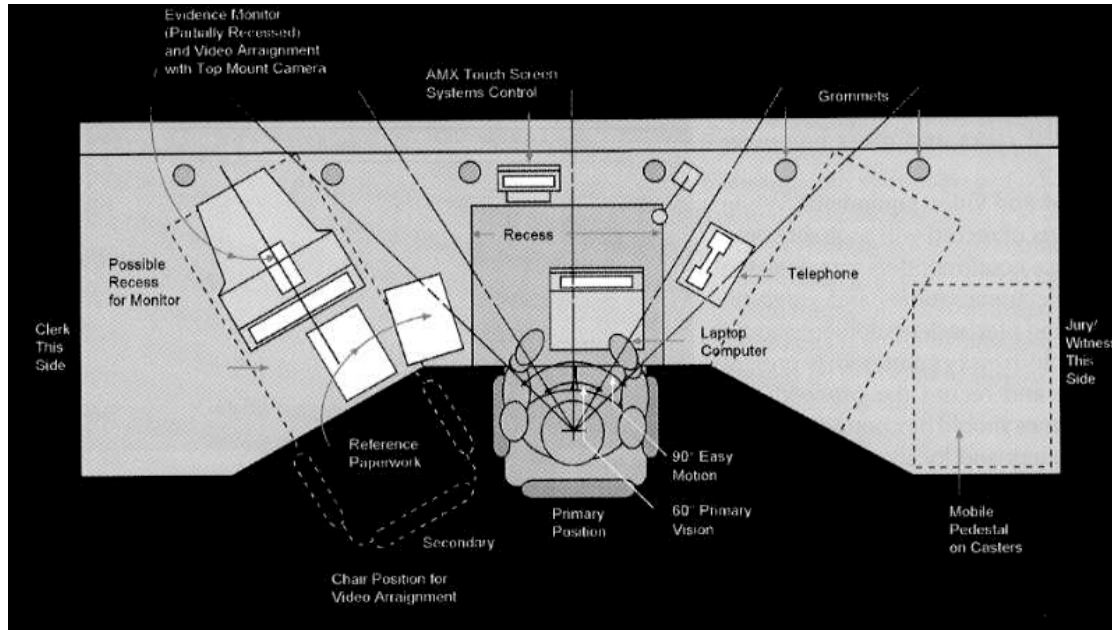 Evidence Monitor
(Partially Recessed)
and Video Arraignment
with Top Mount Camera
AMX Touch Screen
Systems Control
Grommets
Recess
Possible
Recess
for Monitor
Telephone
Clerk
This
Side
Laptop
Computer
Jury/
Witness
This
Side
Reference
Paperwork
90° Easy
Motion
60° Primary
Vision
Primary
Position
Mobile
Pedestal
on Casters
Secondary
Chair Position for
Video Arraignment